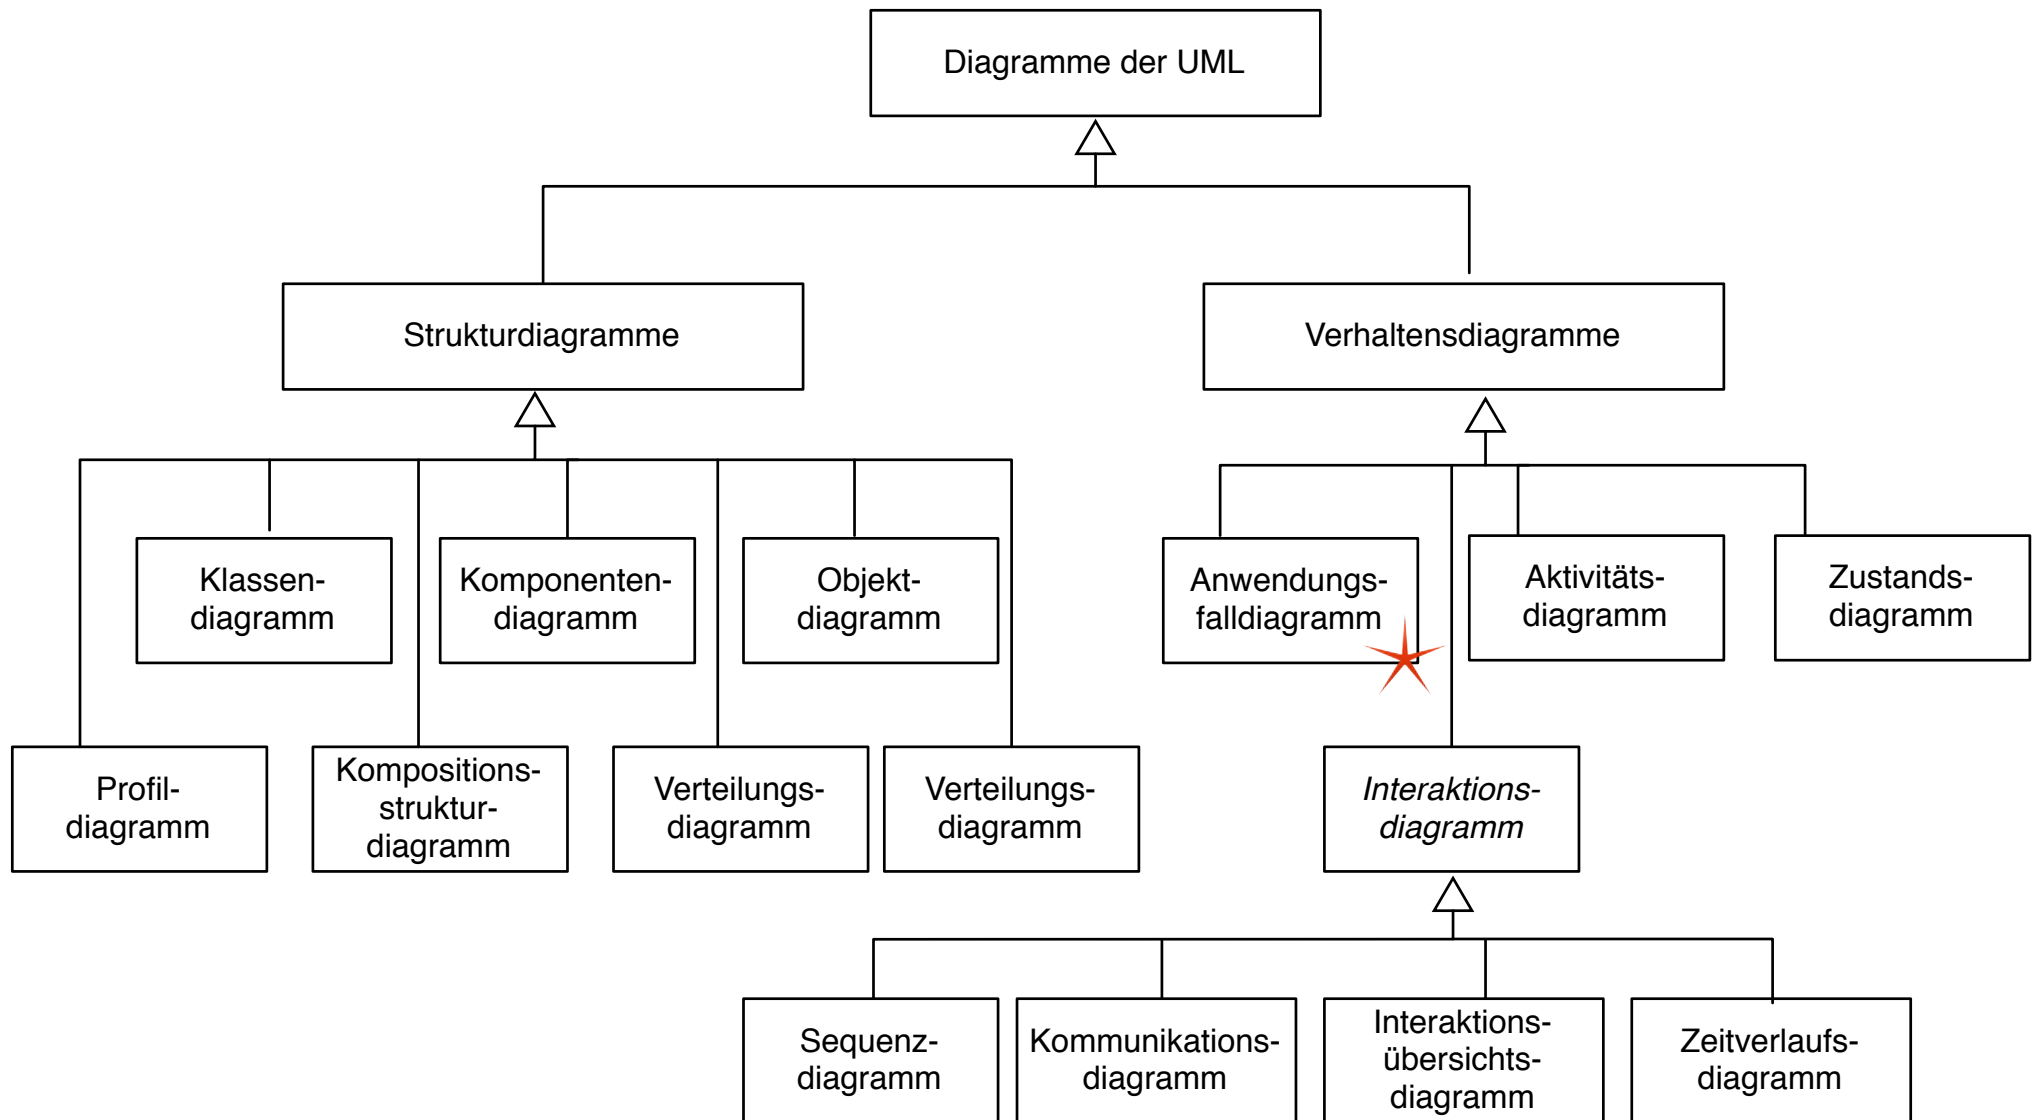 Diagramme der UML
Strukturdiagramme
Verhaltensdiagramme
Klassen-
diagramm
Komponenten-
diagramm
Objekt-
diagramm
Anwendungs-
falldiagramm
Aktivitäts-
diagramm
Zustands-
diagramm
Profil-
diagramm
Kompositions-
struktur-
diagramm
Verteilungs-
diagramm
Verteilungs-
diagramm
Interaktions-
diagramm
Sequenz-
diagramm
Kommunikations-
diagramm
Interaktions-
übersichts-
diagramm
Zeitverlaufs-
diagramm